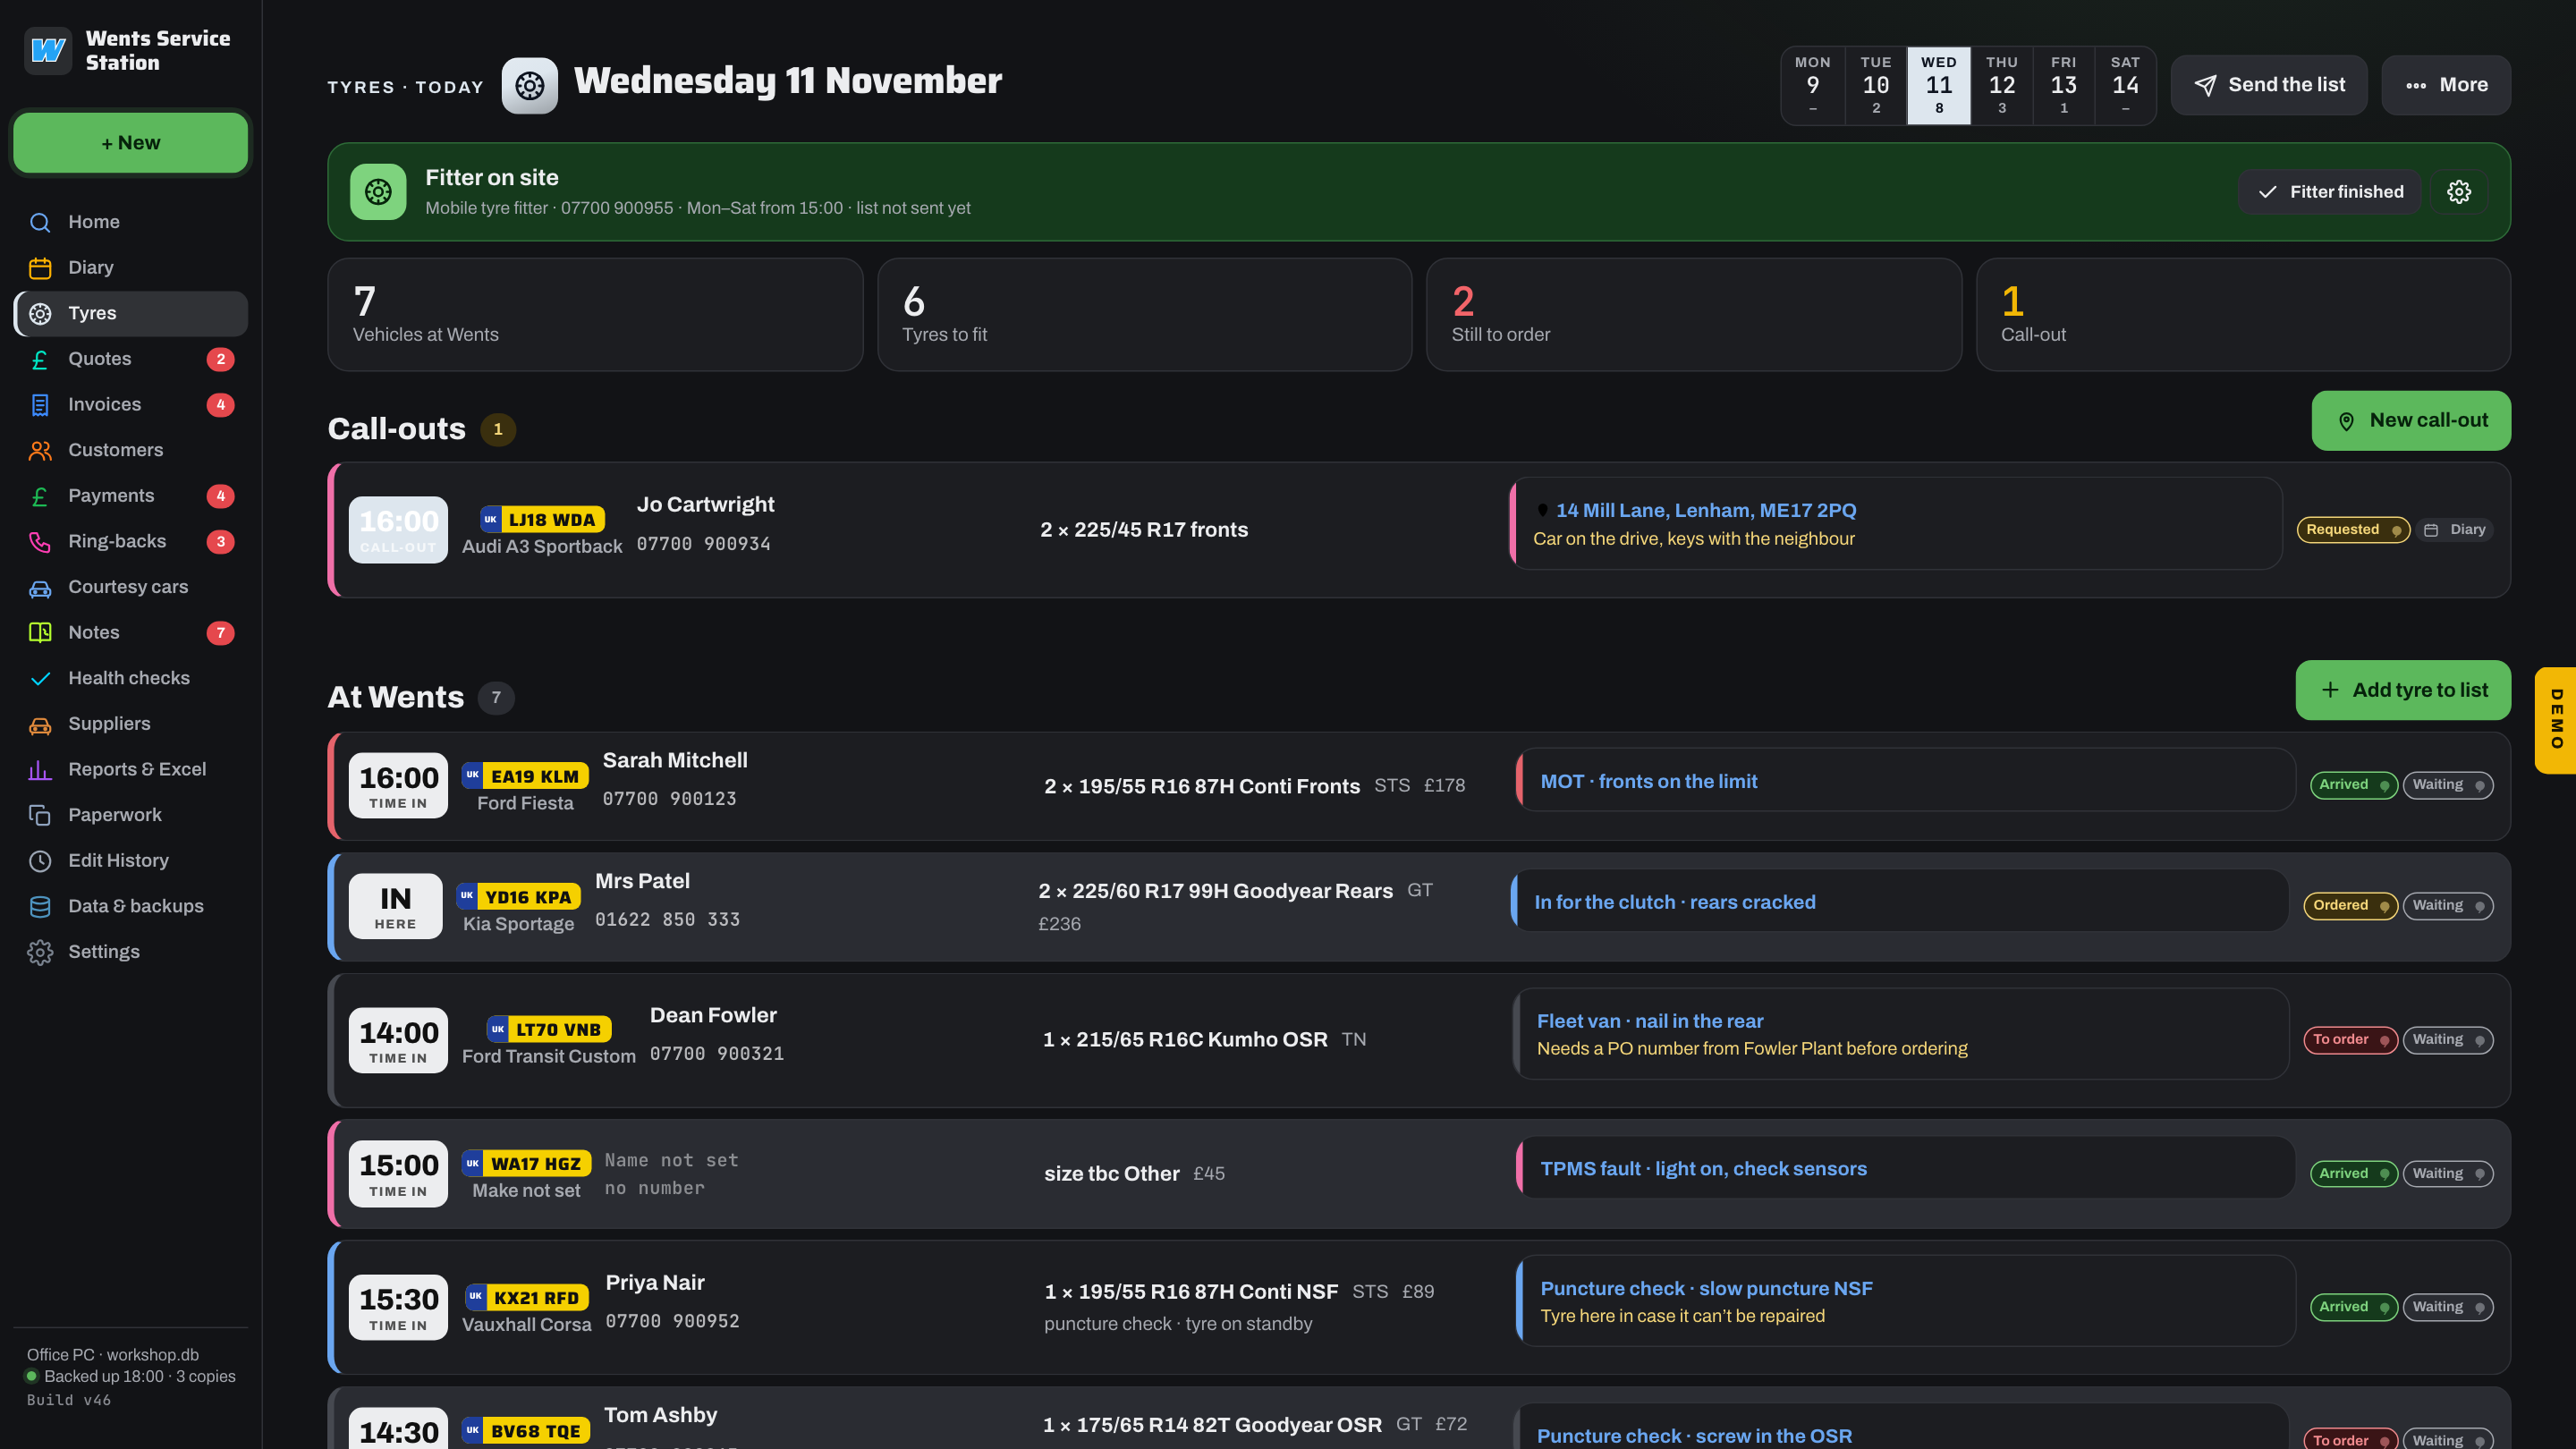 Wents Service
Station
+ New
Home
Diary
Tyres
Quotes 2
Invoices 4
Customers
Payments 4
Ring-backs 3
Courtesy cars
Notes 7
Health checks
Suppliers
Reports & Excel
Paperwork
Edit History
Data & backups
Settings
Office PC · workshop.db
Backed up 18:00 · 3 copies
Build v46
TYRES · TODAY
Wednesday 11 November
MON TUE WED THU FRI SAT
9 10 11 12 13 14
– 2 8 3 1 –
Send the list
More
Fitter on site
Mobile tyre fitter · 07700 900955 · Mon–Sat from 15:00 · list not sent yet
Fitter finished
7
Vehicles at Wents
6
Tyres to fit
2
Still to order
1
Call-out
Call-outs 1
New call-out
16:00
CALL-OUT
UK LJ18 WDA
Audi A3 Sportback
Jo Cartwright
07700 900934
2 × 225/45 R17 fronts
14 Mill Lane, Lenham, ME17 2PQ
Car on the drive, keys with the neighbour
Requested
Diary
At Wents 7
Add tyre to list
DEMO
16:00
TIME IN
UK EA19 KLM
Ford Fiesta
Sarah Mitchell
07700 900123
2 × 195/55 R16 87H Conti Fronts STS £178
MOT · fronts on the limit
Arrived
Waiting
IN
HERE
UK YD16 KPA
Kia Sportage
Mrs Patel
01622 850 333
2 × 225/60 R17 99H Goodyear Rears GT
£236
In for the clutch · rears cracked
Ordered
Waiting
14:00
TIME IN
UK LT70 VNB
Ford Transit Custom
Dean Fowler
07700 900321
1 × 215/65 R16C Kumho OSR TN
Fleet van · nail in the rear
Needs a PO number from Fowler Plant before ordering
To order
Waiting
15:00
TIME IN
UK WA17 HGZ
Make not set
Name not set
no number
size tbc Other £45
TPMS fault · light on, check sensors
Arrived
Waiting
15:30
TIME IN
UK KX21 RFD
Vauxhall Corsa
Priya Nair
07700 900952
1 × 195/55 R16 87H Conti NSF STS £89
puncture check · tyre on standby
Puncture check · slow puncture NSF
Tyre here in case it can’t be repaired
Arrived
Waiting
14:30
UK BV68 TQE
Tom Ashby
1 × 175/65 R14 82T Goodyear OSR GT £72
Puncture check · screw in the OSR
To order
Waiting